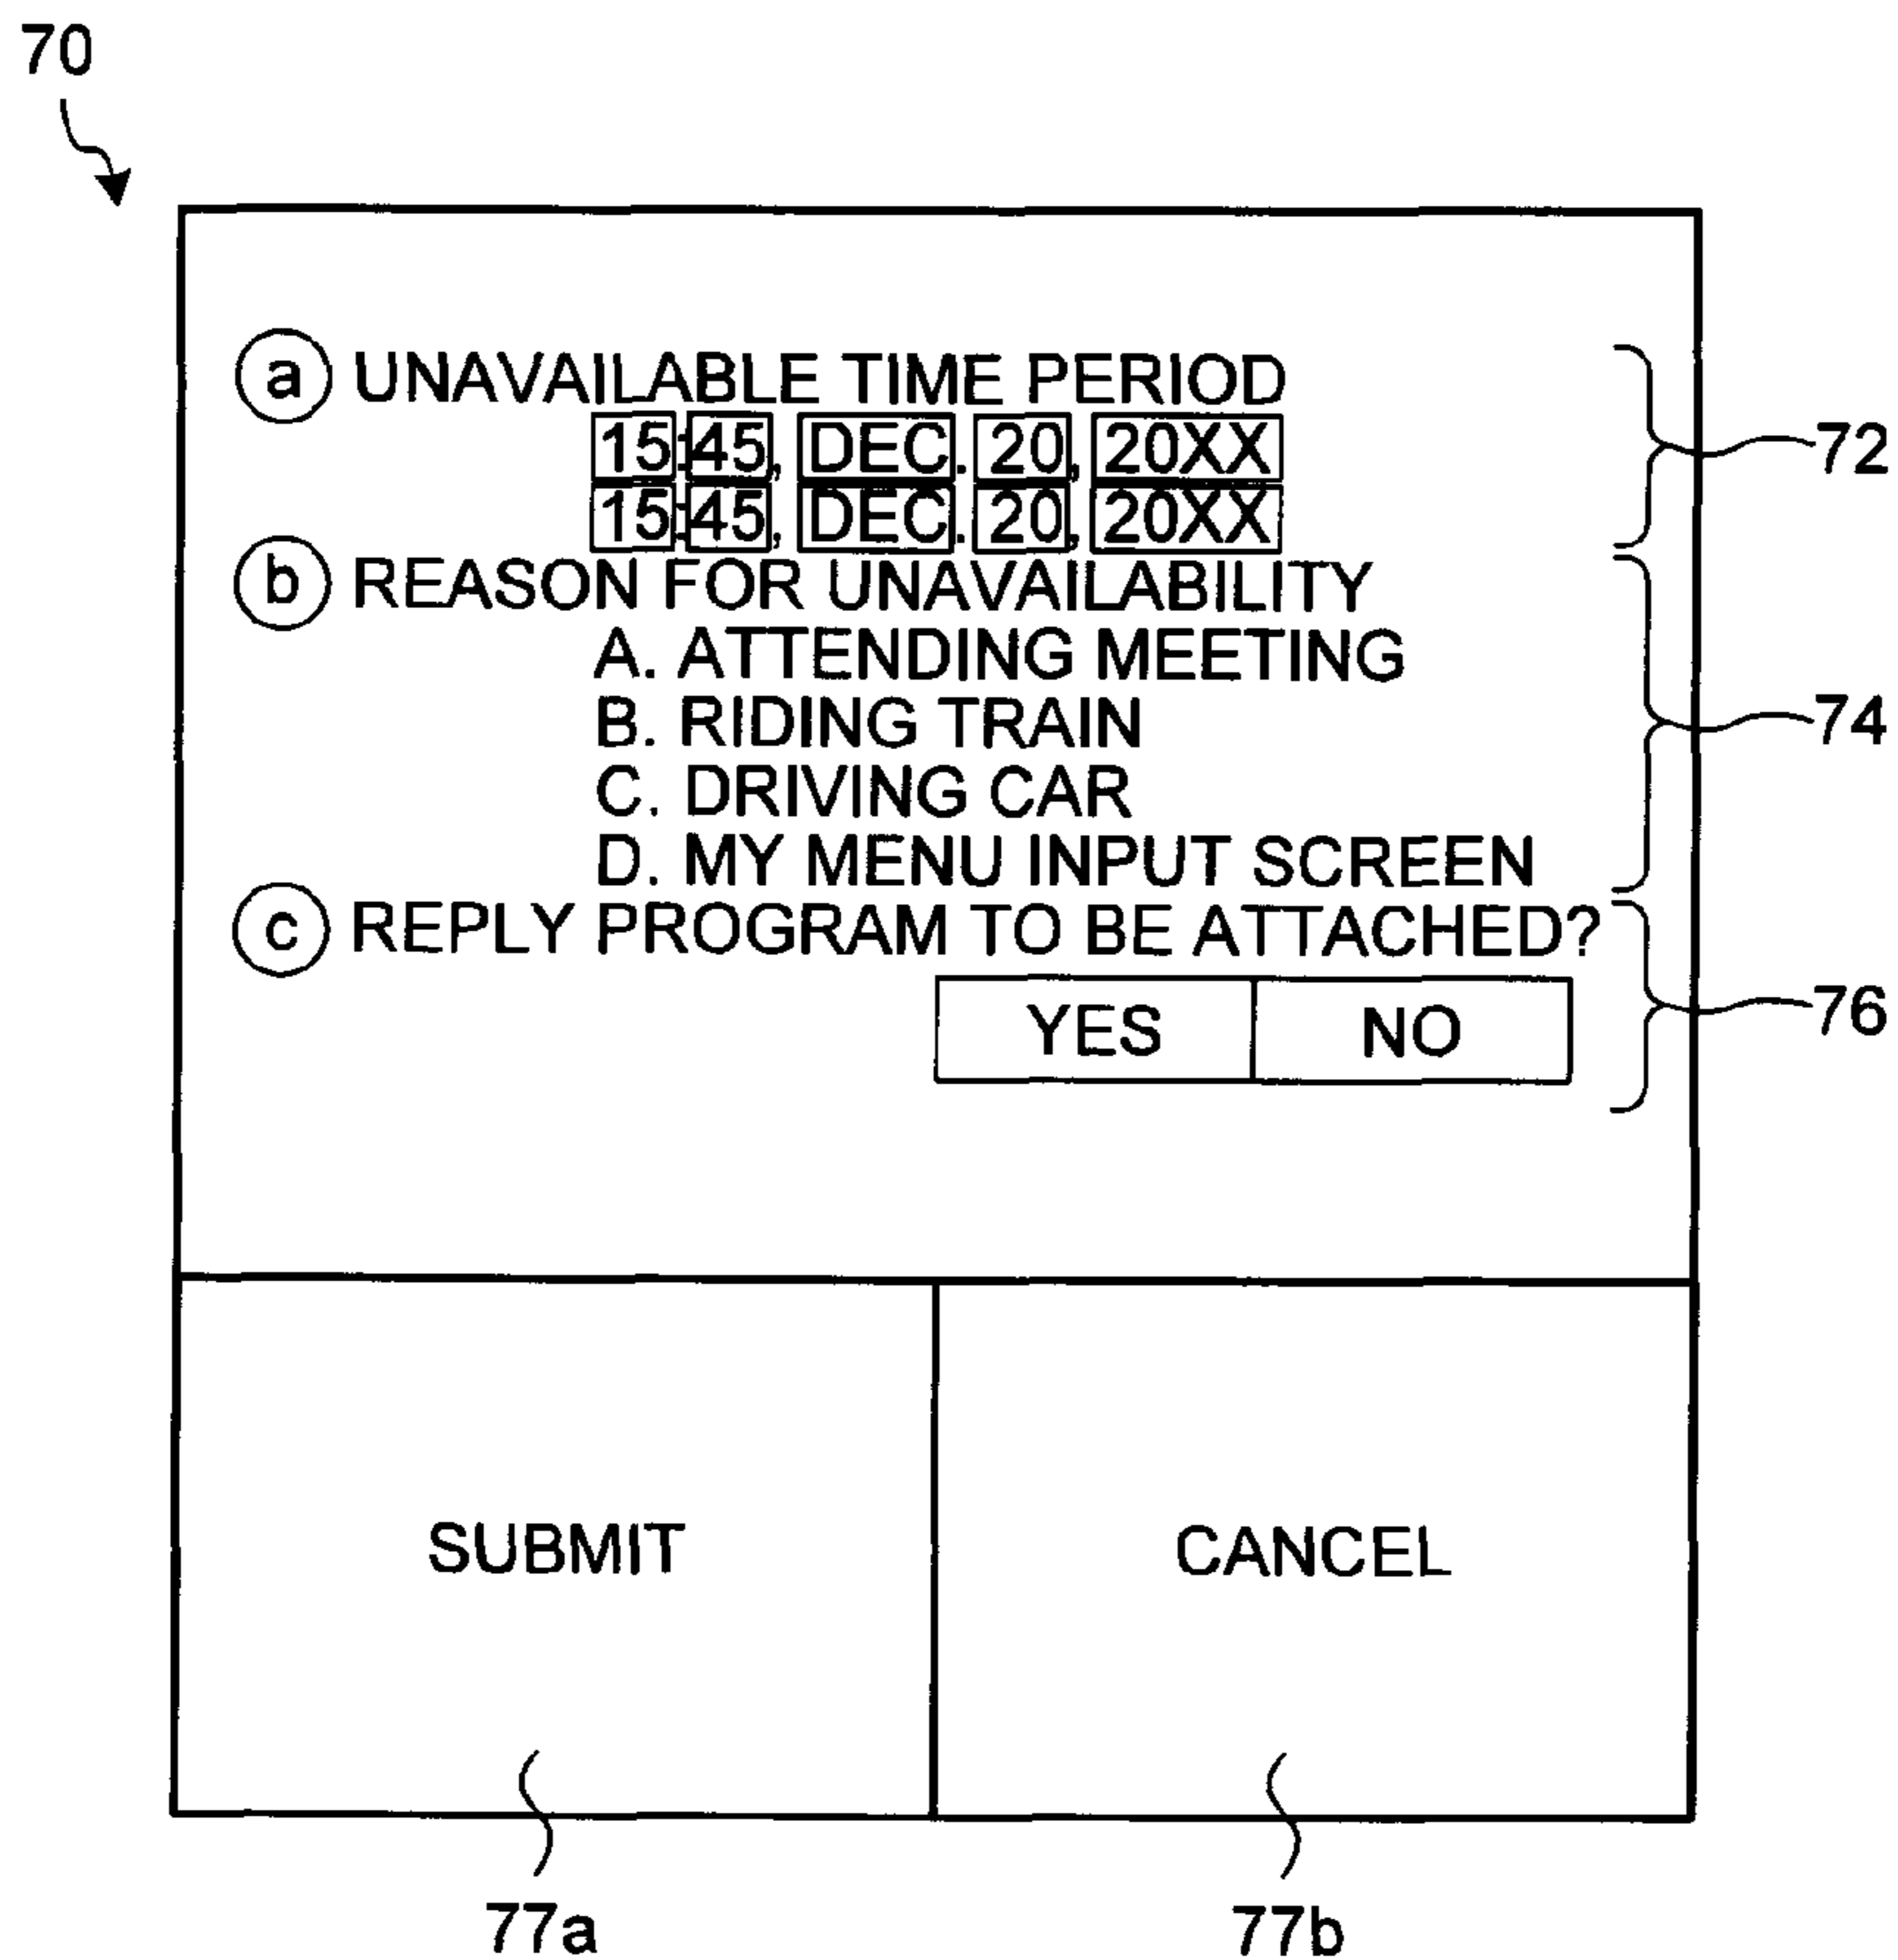 70
ⓐ UNAVAILABLE TIME PERIOD
15:45, DEC. 20, 20XX
15:45, DEC. 20, 20XX
72
ⓑ REASON FOR UNAVAILABILITY
A. ATTENDING MEETING
B. RIDING TRAIN
74
C. DRIVING CAR
D. MY MENU INPUT SCREEN
ⓒ REPLY PROGRAM TO BE ATTACHED?
YES NO
76
SUBMIT CANCEL
77a 77b